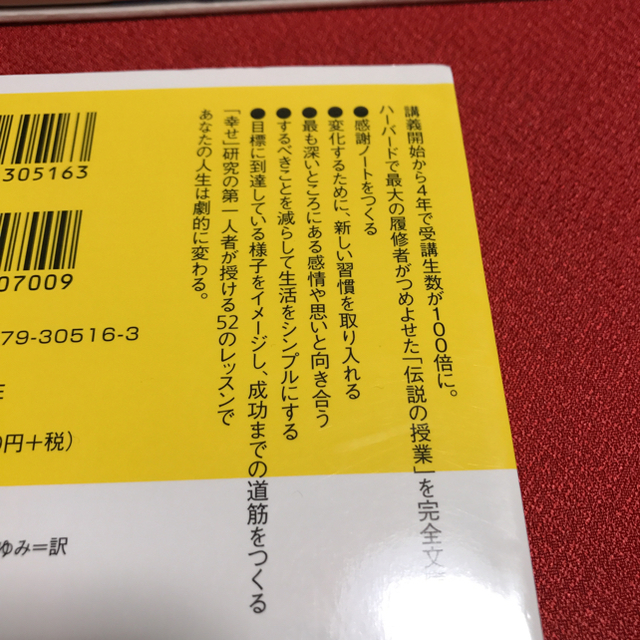 講義開始から4年で受講生数が100倍に。
ハーバードで最大の履修者がつめよせた「伝説の授業」を完全文
●感謝ノートをつくる
●変化するために、新しい習慣を取り入れる
●最も深いところにある感情や思いと向き合う
●するべきことを減らして生活をシンプルにする
●目標に到達している様子をイメージし、成功までの道筋をつくる
「幸せ」研究の第一人者が授ける52のレッスンで
あなたの人生は劇的に変わる。
305163
07009
79-30516-3
E
0円+税)
ゆみ=訳